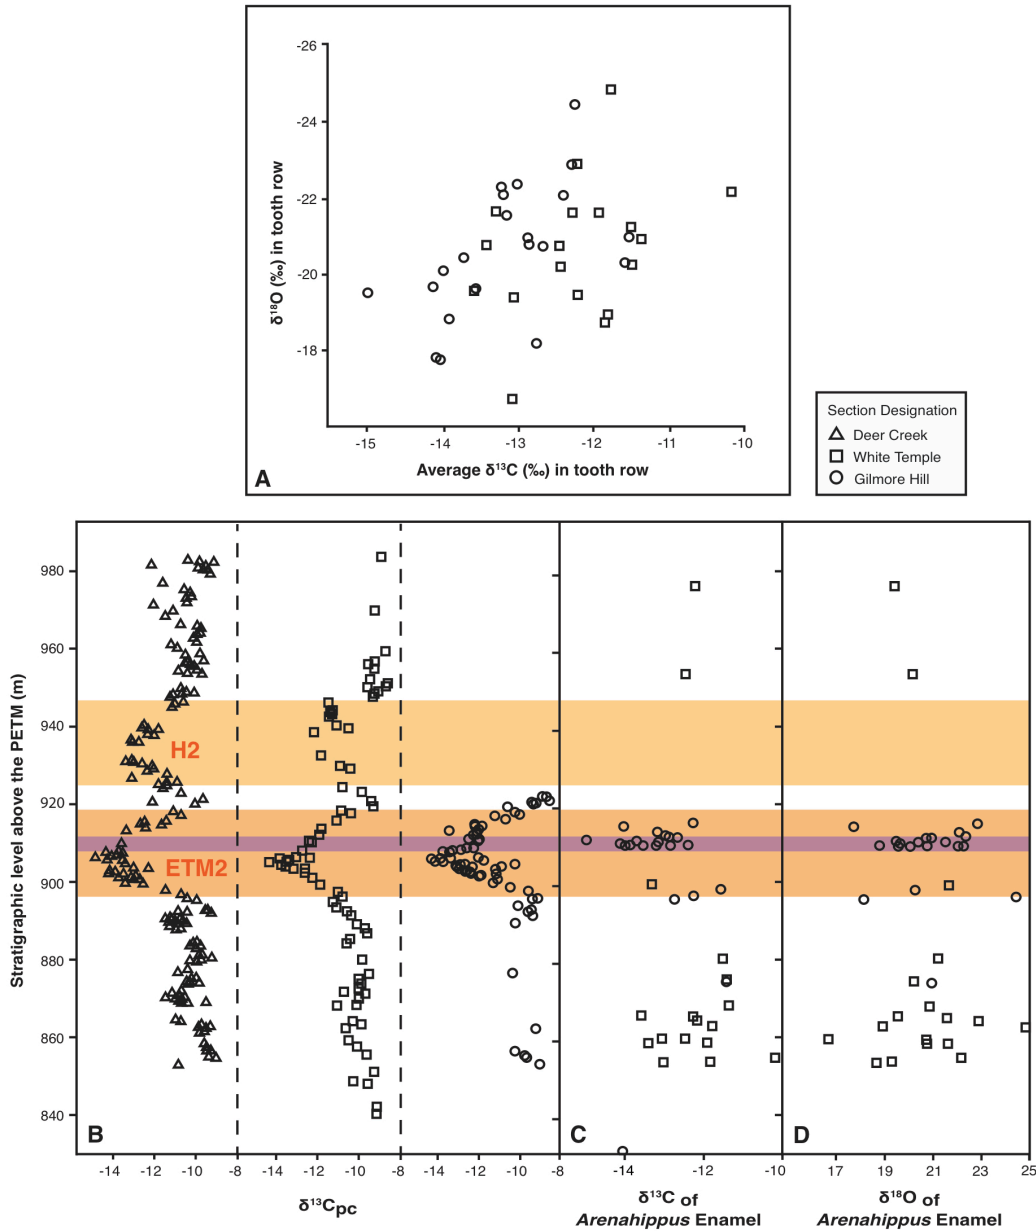 -26
-24
-22
-20
-18
δ¹⁸O (‰) in tooth row
-15 -14 -13 -12 -11 -10
Average δ¹³C (‰) in tooth row
A
Section Designation
Deer Creek
White Temple
Gilmore Hill
Stratigraphic level above the PETM (m)
980
960
940
920
900
880
860
840
H2
ETM2
B
C
D
-14 -12 -10 -8 -14 -12 -10 -8 -14 -12 -10 -8 -14 -12 -10 17 19 21 23 25
δ¹³Cpc
δ¹³C of
Arenahippus Enamel
δ¹⁸O of
Arenahippus Enamel